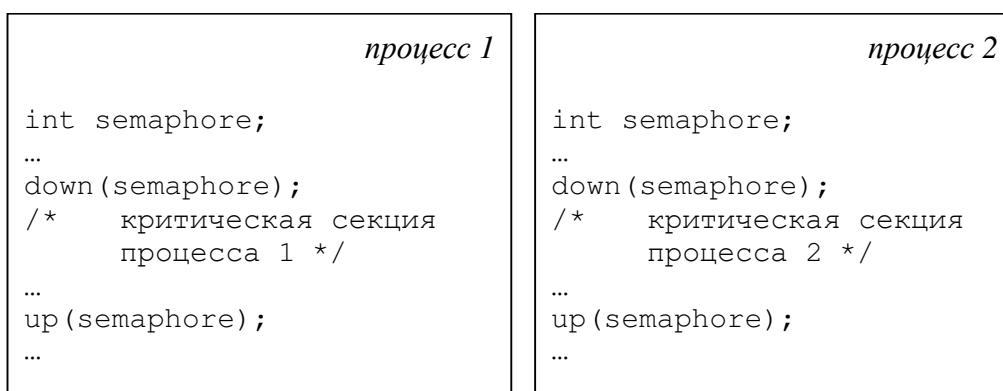 процесс 1
int semaphore;
…
down(semaphore);
/* критическая секция
процесса 1 */
…
up(semaphore);
…
процесс 2
int semaphore;
…
down(semaphore);
/* критическая секция
процесса 2 */
…
up(semaphore);
…